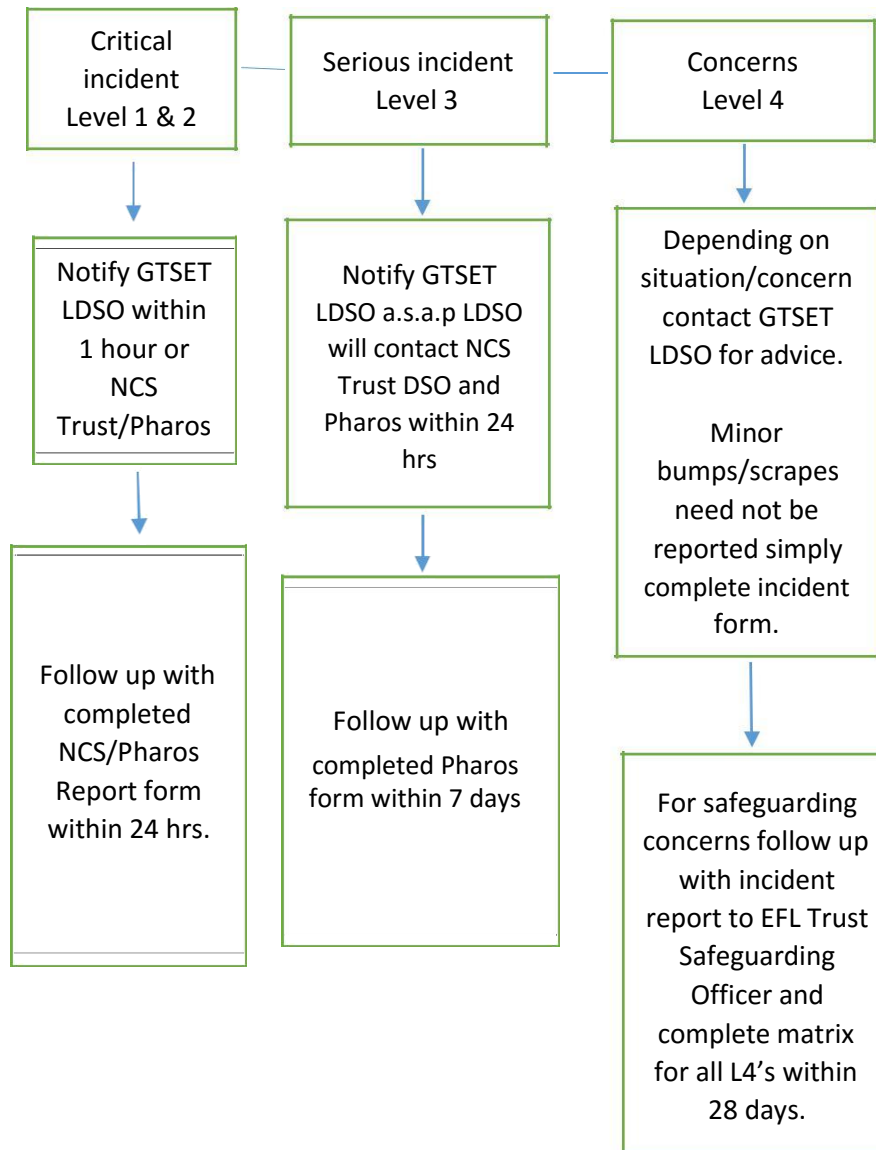 Critical
incident
Level 1 & 2
Serious incident
Level 3
Concerns
Level 4
Notify GTSET
LDSO within
1 hour or
NCS
Trust/Pharos
Notify GTSET
LDSO a.s.a.p LDSO
will contact NCS
Trust DSO and
Pharos within 24
hrs
Depending on
situation/concern
contact GTSET
LDSO for advice.
Minor
bumps/scrapes
need not be
reported simply
complete incident
form.
Follow up with
completed
NCS/Pharos
Report form
within 24 hrs.
Follow up with
completed Pharos
form within 7 days
For safeguarding
concerns follow up
with incident
report to EFL Trust
Safeguarding
Officer and
complete matrix
for all L4’s within
28 days.